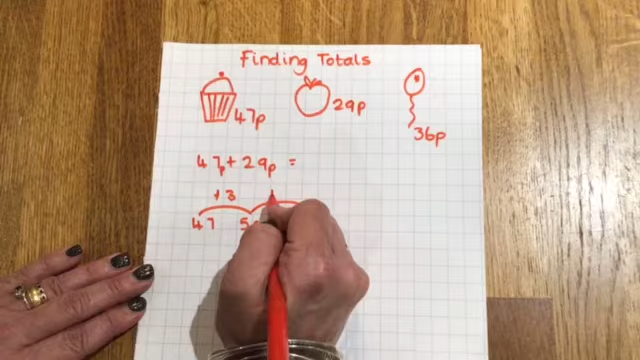 Finding Totals
47p 29p 36p
47p + 29p =
+3
47